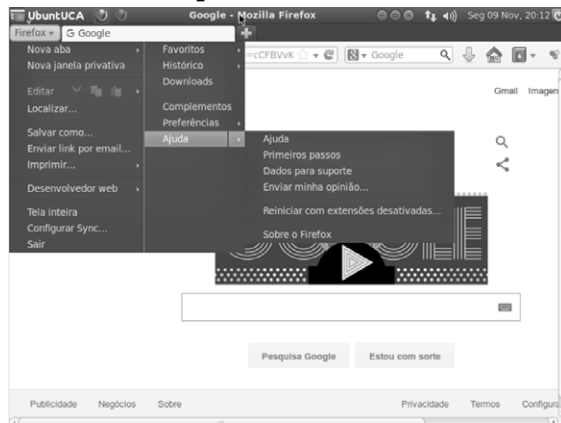 UbuntUCA Google - Mozilla Firefox Seg 09 Nov, 20:12
Firefox G Google
=cCFBVvK Google
Gmail Imagen
Nova aba
Nova janela privativa
Editar
Localizar...
Salvar como...
Enviar link por email...
Imprimir...
Desenvolvedor web
Tela inteira
Configurar Sync...
Sair
Favoritos
Histórico
Downloads
Complementos
Preferências
Ajuda
Ajuda
Primeiros passos
Dados para suporte
Enviar minha opinião...
Reiniciar com extensões desativadas...
Sobre o Firefox
Pesquisa Google Estou com sorte
Publicidade Negócios Sobre Privacidade Termos Configura